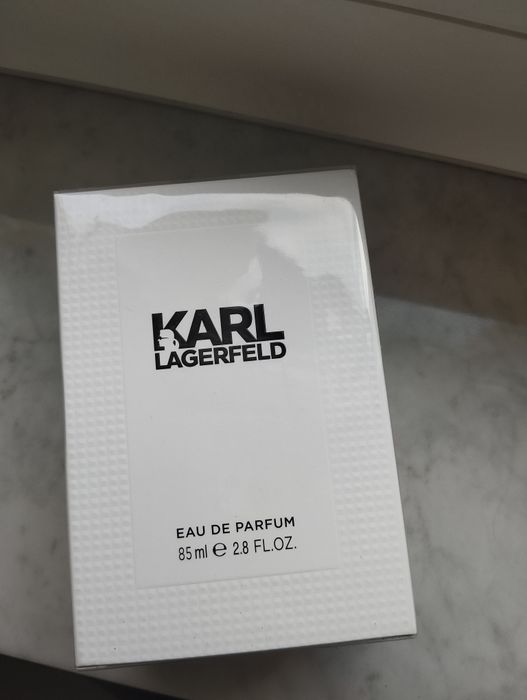 KARL
LAGERFELD
EAU DE PARFUM
85 ml ℮ 2.8 FL.OZ.